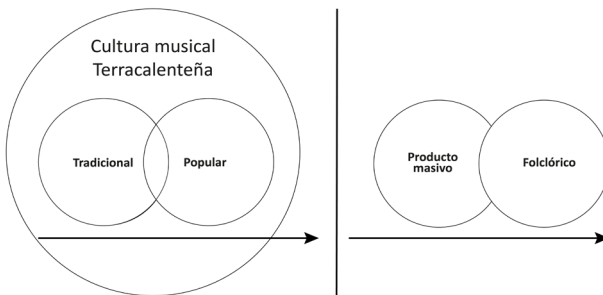 Cultura musical
Terracalenteña
Tradicional
Popular
Producto
masivo
Folclórico